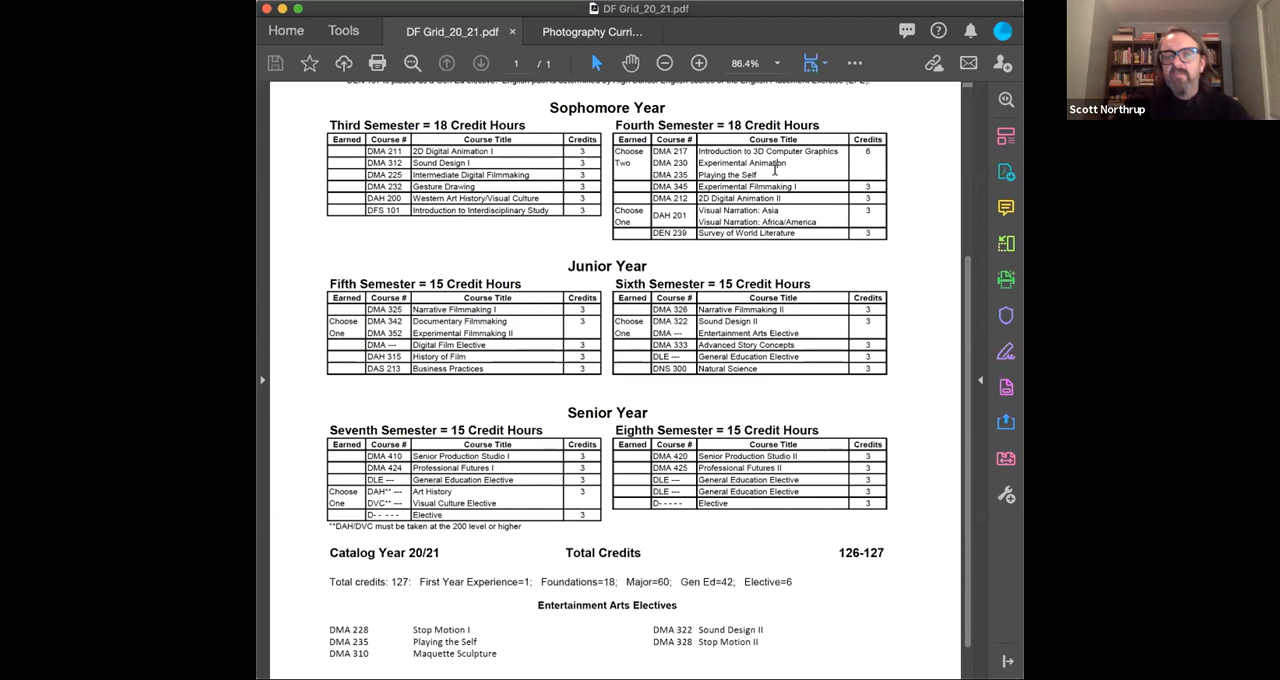 DF Grid_20_21.pdf
Home Tools DF Grid_20_21.pdf × Photography Curri...
1 / 1 86.4%
Scott Northrup
Sophomore Year
Third Semester = 18 Credit Hours
Earned Course # Course Title Credits
DMA 211 2D Digital Animation I 3
DMA 312 Sound Design I 3
DMA 225 Intermediate Digital Filmmaking 3
DMA 232 Gesture Drawing 3
DAH 200 Western Art History/Visual Culture 3
DFS 101 Introduction to Interdisciplinary Study 3
Fourth Semester = 18 Credit Hours
Earned Course # Course Title Credits
Choose DMA 217 Introduction to 3D Computer Graphics 6
Two DMA 230 Experimental Animation
DMA 235 Playing the Self
DMA 345 Experimental Filmmaking I 3
DMA 212 2D Digital Animation II 3
Choose DAH 201 Visual Narration: Asia 3
One Visual Narration: Africa/America
DEN 239 Survey of World Literature 3
Junior Year
Fifth Semester = 15 Credit Hours
Earned Course # Course Title Credits
DMA 325 Narrative Filmmaking I 3
Choose DMA 342 Documentary Filmmaking 3
One DMA 352 Experimental Filmmaking II
DMA --- Digital Film Elective 3
DAH 315 History of Film 3
DAS 213 Business Practices 3
Sixth Semester = 15 Credit Hours
Earned Course # Course Title Credits
DMA 326 Narrative Filmmaking II 3
Choose DMA 322 Sound Design II 3
One DMA --- Entertainment Arts Elective
DMA 333 Advanced Story Concepts 3
DLE --- General Education Elective 3
DNS 300 Natural Science 3
Senior Year
Seventh Semester = 15 Credit Hours
Earned Course # Course Title Credits
DMA 410 Senior Production Studio I 3
DMA 424 Professional Futures I 3
DLE --- General Education Elective 3
Choose DAH** --- Art History 3
One DVC** --- Visual Culture Elective
D- - --- Elective 3
**DAH/DVC must be taken at the 200 level or higher
Eighth Semester = 15 Credit Hours
Earned Course # Course Title Credits
DMA 420 Senior Production Studio II 3
DMA 425 Professional Futures II 3
DLE --- General Education Elective 3
DLE --- General Education Elective 3
D- - - - - Elective 3
Catalog Year 20/21 Total Credits 126-127
Total credits: 127: First Year Experience=1; Foundations=18; Major=60; Gen Ed=42; Elective=6
Entertainment Arts Electives
DMA 228 Stop Motion I DMA 322 Sound Design II
DMA 235 Playing the Self DMA 328 Stop Motion II
DMA 310 Maquette Sculpture